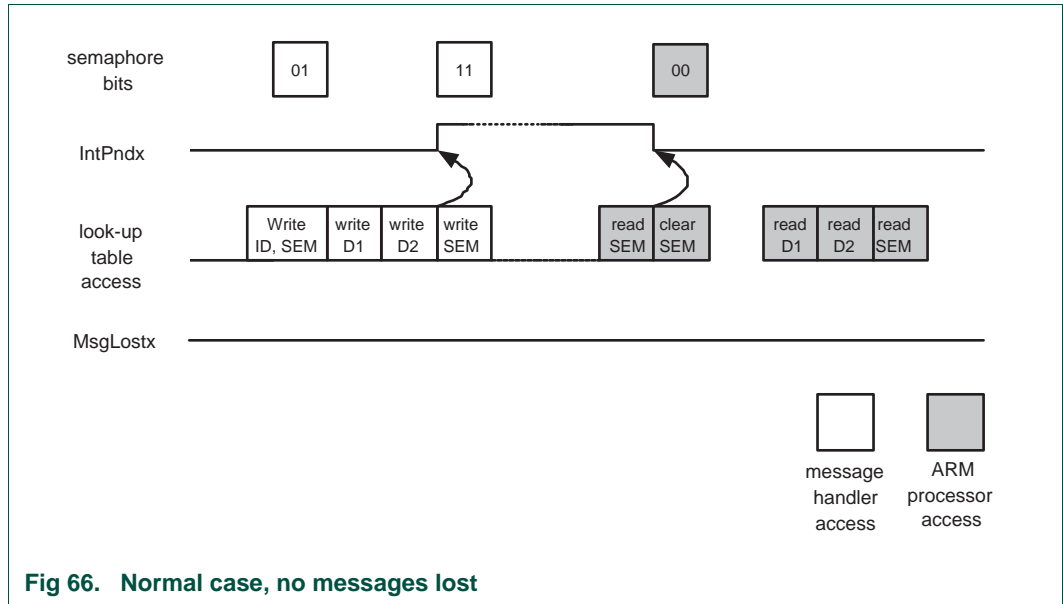 semaphore
bits
01
11
00
IntPndx
look-up
table
access
Write
ID, SEM
write
D1
write
D2
write
SEM
read
SEM
clear
SEM
read
D1
read
D2
read
SEM
MsgLostx
message
handler
access
ARM
processor
access
Fig 66. Normal case, no messages lost